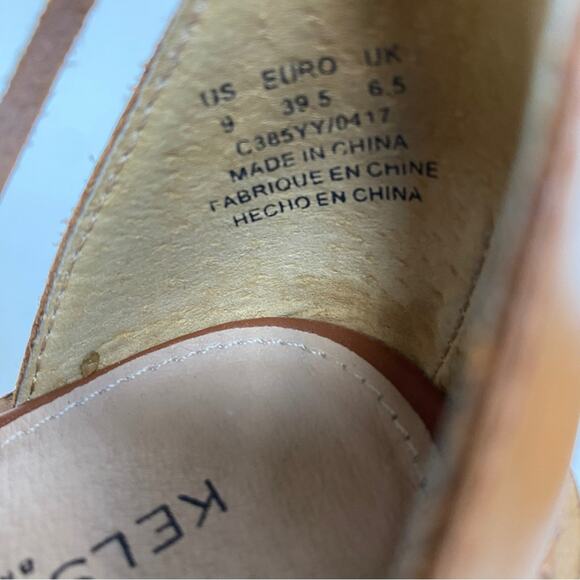 US EURO UK
9 39.5 6.5
C385YY/0417
MADE IN CHINA
FABRIQUE EN CHINE
HECHO EN CHINA
KELS